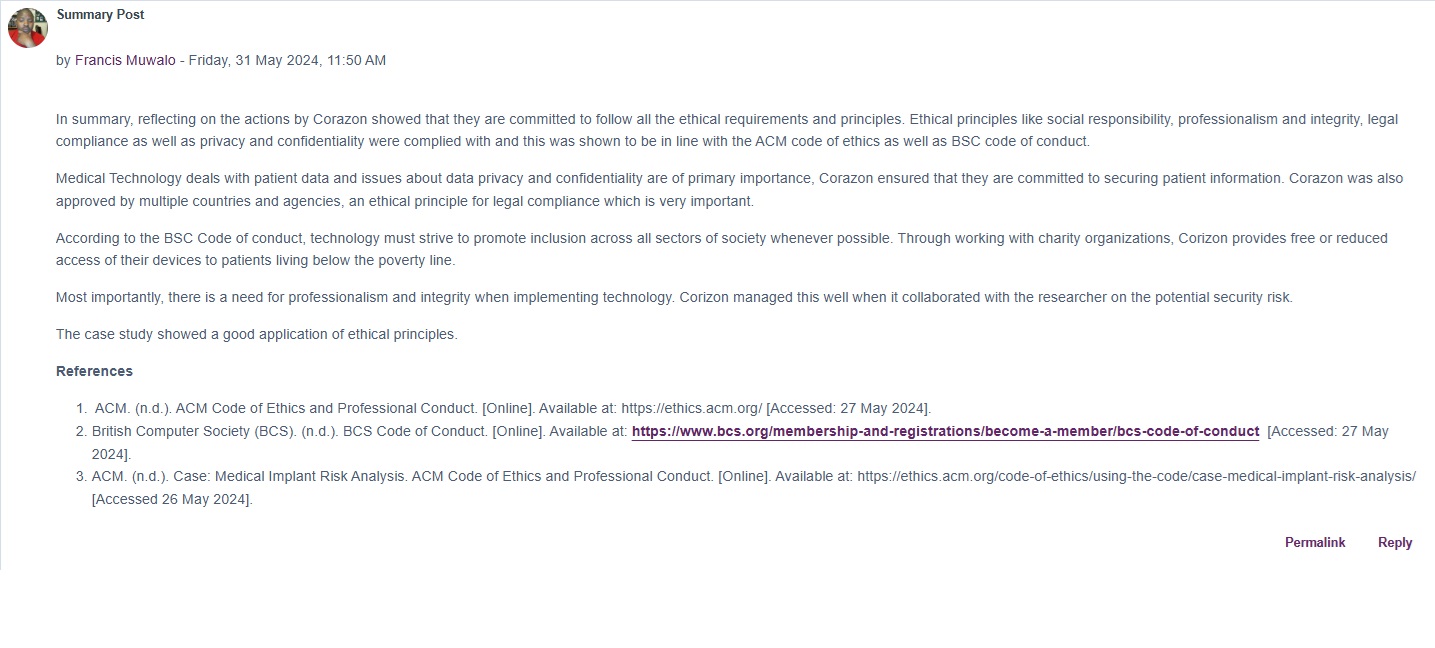 Summary Post
by Francis Muwalo - Friday, 31 May 2024, 11:50 AM
In summary, reflecting on the actions by Corazon showed that they are committed to follow all the ethical requirements and principles. Ethical principles like social responsibility, professionalism and integrity, legal
compliance as well as privacy and confidentiality were complied with and this was shown to be in line with the ACM code of ethics as well as BSC code of conduct.
Medical Technology deals with patient data and issues about data privacy and confidentiality are of primary importance, Corazon ensured that they are committed to securing patient information. Corazon was also
approved by multiple countries and agencies, an ethical principle for legal compliance which is very important.
According to the BSC Code of conduct, technology must strive to promote inclusion across all sectors of society whenever possible. Through working with charity organizations, Corizon provides free or reduced
access of their devices to patients living below the poverty line.
Most importantly, there is a need for professionalism and integrity when implementing technology. Corizon managed this well when it collaborated with the researcher on the potential security risk.
The case study showed a good application of ethical principles.
References
1. ACM. (n.d.). ACM Code of Ethics and Professional Conduct. [Online]. Available at: https://ethics.acm.org/ [Accessed: 27 May 2024].
2. British Computer Society (BCS). (n.d.). BCS Code of Conduct. [Online]. Available at: https://www.bcs.org/membership-and-registrations/become-a-member/bcs-code-of-conduct [Accessed: 27 May
2024].
3. ACM. (n.d.). Case: Medical Implant Risk Analysis. ACM Code of Ethics and Professional Conduct. [Online]. Available at: https://ethics.acm.org/code-of-ethics/using-the-code/case-medical-implant-risk-analysis/
[Accessed 26 May 2024].
Permalink Reply